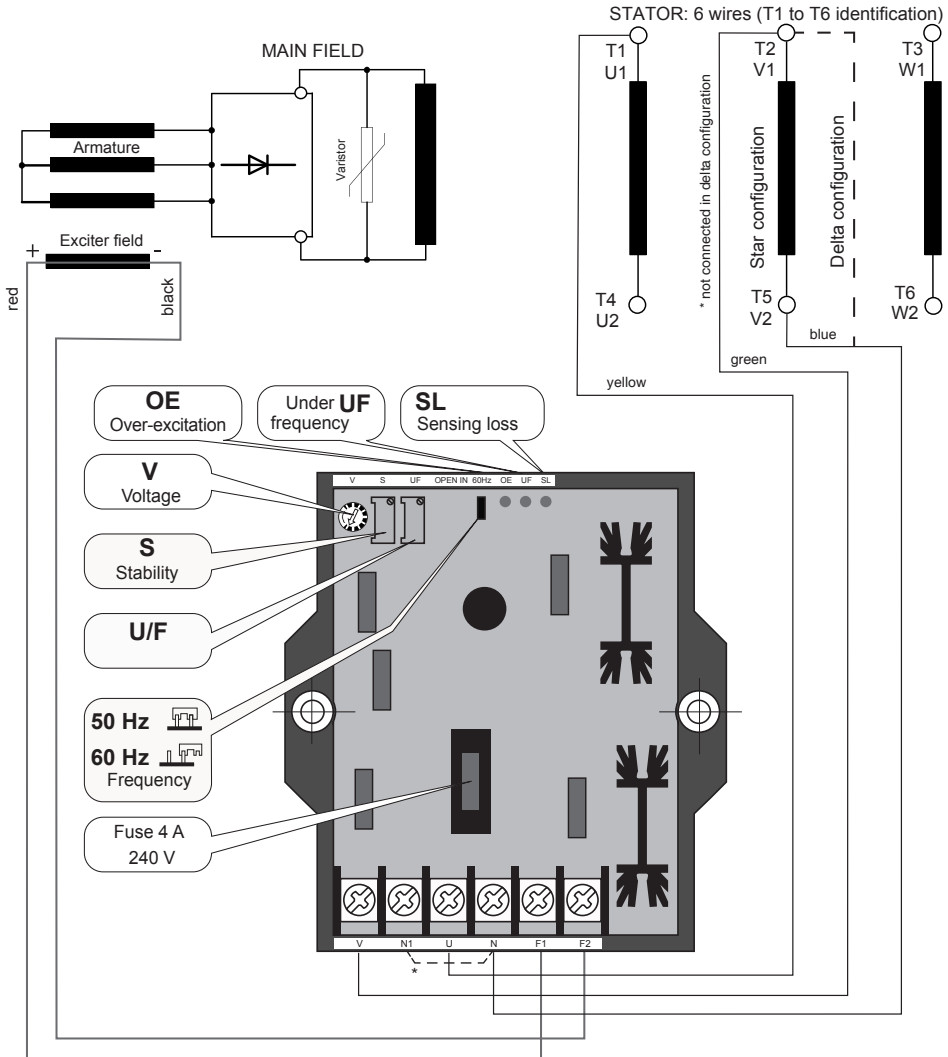 STATOR: 6 wires (T1 to T6 identification)
MAIN FIELD
T1
U1
T2
V1
T3
W1
Armature
Varistor
* not connected in delta configuration
Star configuration
Delta configuration
+ Exciter field -
red
black
T4
U2
T5
V2
T6
W2
blue
green
yellow
OE
Over-excitation
Under UF
frequency
SL
Sensing loss
V
Voltage
V S UF OPEN IN 60Hz OE UF SL
S
Stability
U/F
50 Hz
60 Hz
Frequency
Fuse 4 A
240 V
V N1 U N F1 F2
*